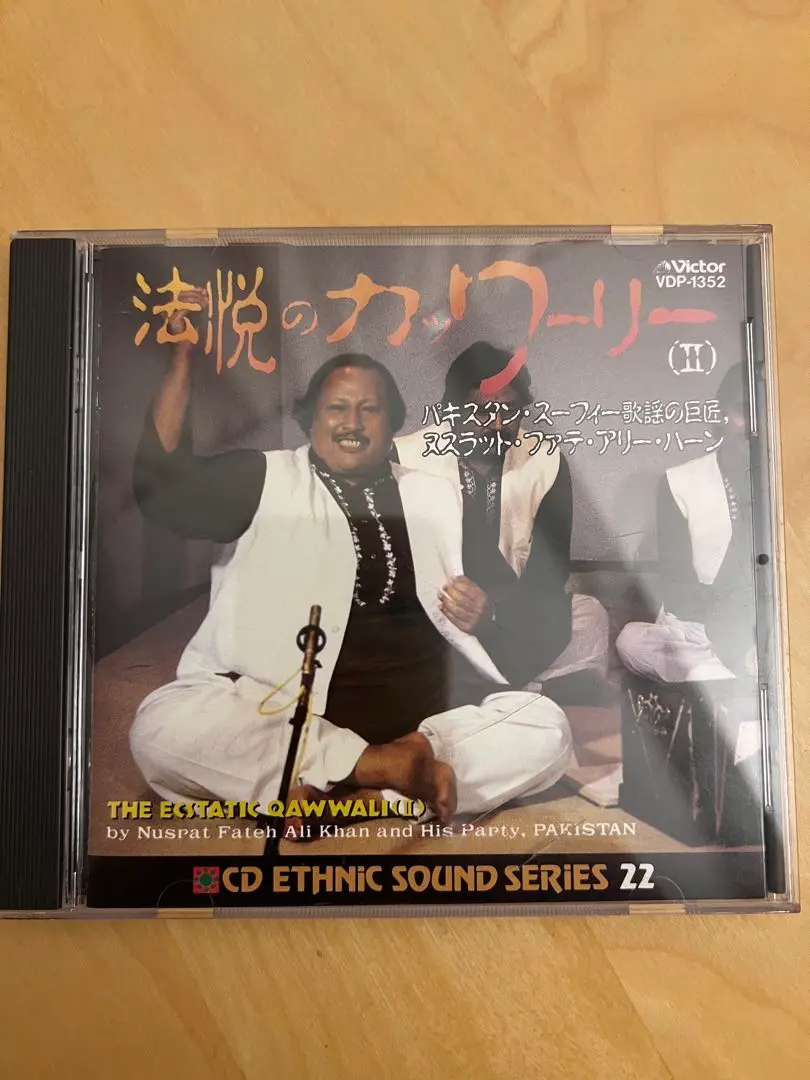 Victor
VDP-1352
法悦のカッワーリー
(II)
パキスタン・スーフィー歌謡の巨匠,
ヌスラット・ファテ・アリー・ハーン
THE ECSTATIC QAWWALI(II)
by Nusrat Fateh Ali Khan and His Party, PAKISTAN
CD ETHNIC SOUND SERIES 22